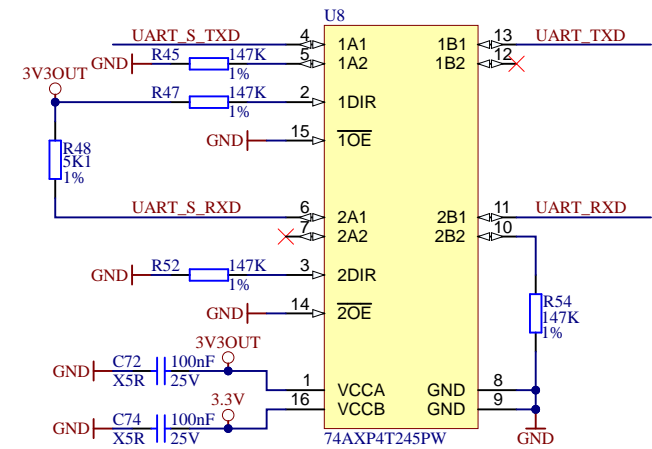 U8
UART_S_TXD 4 1A1 1B1 13 UART_TXD
GND R45 147K 1% 5 1A2 1B2 12
3V3OUT
R47 147K 1% 2 1DIR
GND 15 1OE
R48
5K1
1%
UART_S_RXD 6 2A1 2B1 11 UART_RXD
7 2A2 2B2 10
GND R52 147K 1% 3 2DIR
GND 14 2OE
R54
147K
1%
3V3OUT
GND C72 100nF X5R 25V 1 VCCA GND 8
3.3V
16 VCCB GND 9
GND C74 100nF X5R 25V
GND
74AXP4T245PW